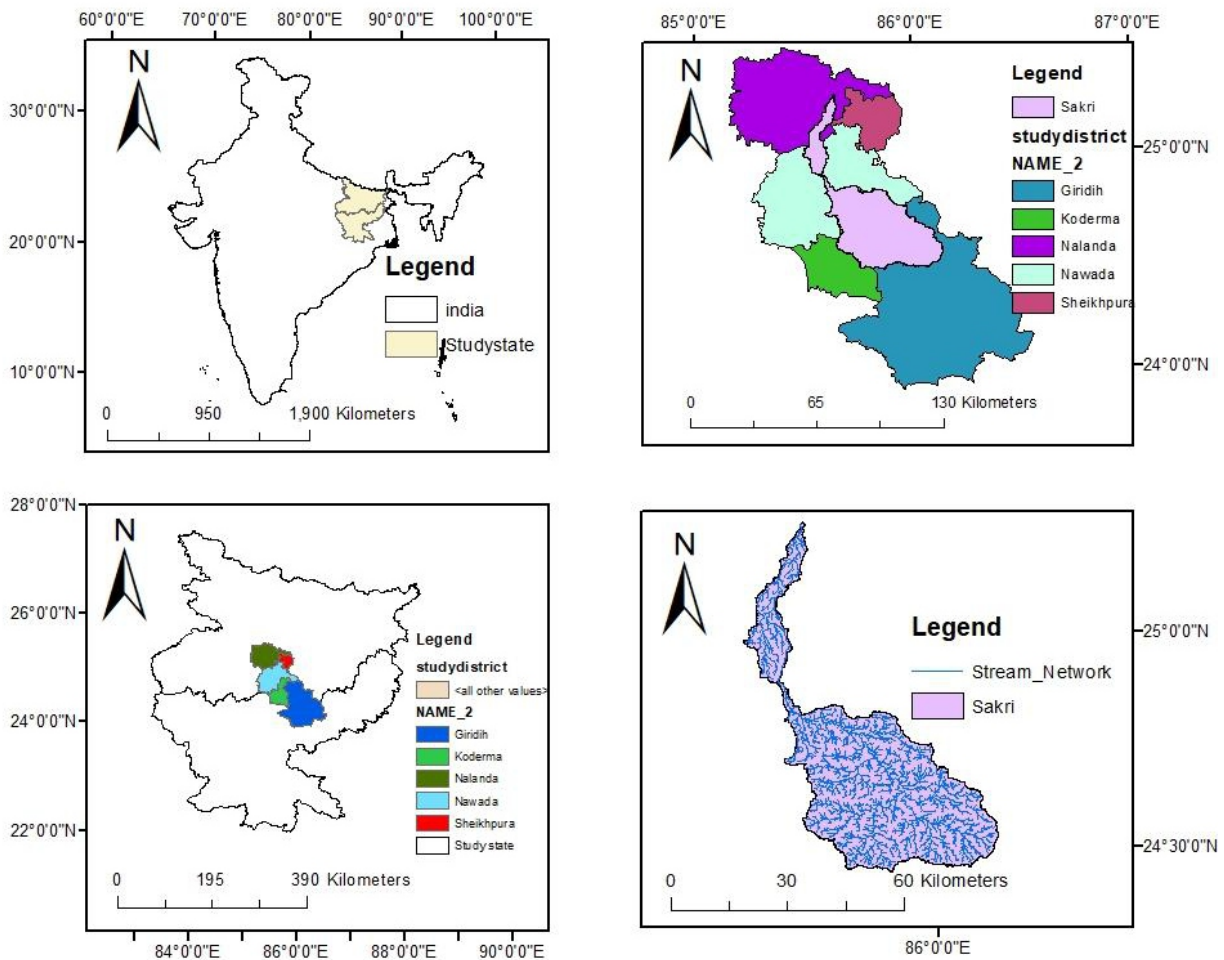 60°0'0"E 70°0'0"E 80°0'0"E 90°0'0"E 100°0'0"E
N
30°0'0"N
20°0'0"N
10°0'0"N
Legend
india
Studystate
0 950 1,900 Kilometers
85°0'0"E 86°0'0"E 87°0'0"E
N
Legend
Sakri
studydistrict
NAME_2
Giridih
Koderma
Nalanda
Nawada
Sheikhpura
25°0'0"N
24°0'0"N
0 65 130 Kilometers
28°0'0"N
26°0'0"N
24°0'0"N
22°0'0"N
N
Legend
studydistrict
<all other values>
NAME_2
Giridih
Koderma
Nalanda
Nawada
Sheikhpura
Study state
0 195 390 Kilometers
84°0'0"E 86°0'0"E 88°0'0"E 90°0'0"E
N
Legend
Stream_Network
Sakri
25°0'0"N
24°30'0"N
0 30 60 Kilometers
86°0'0"E